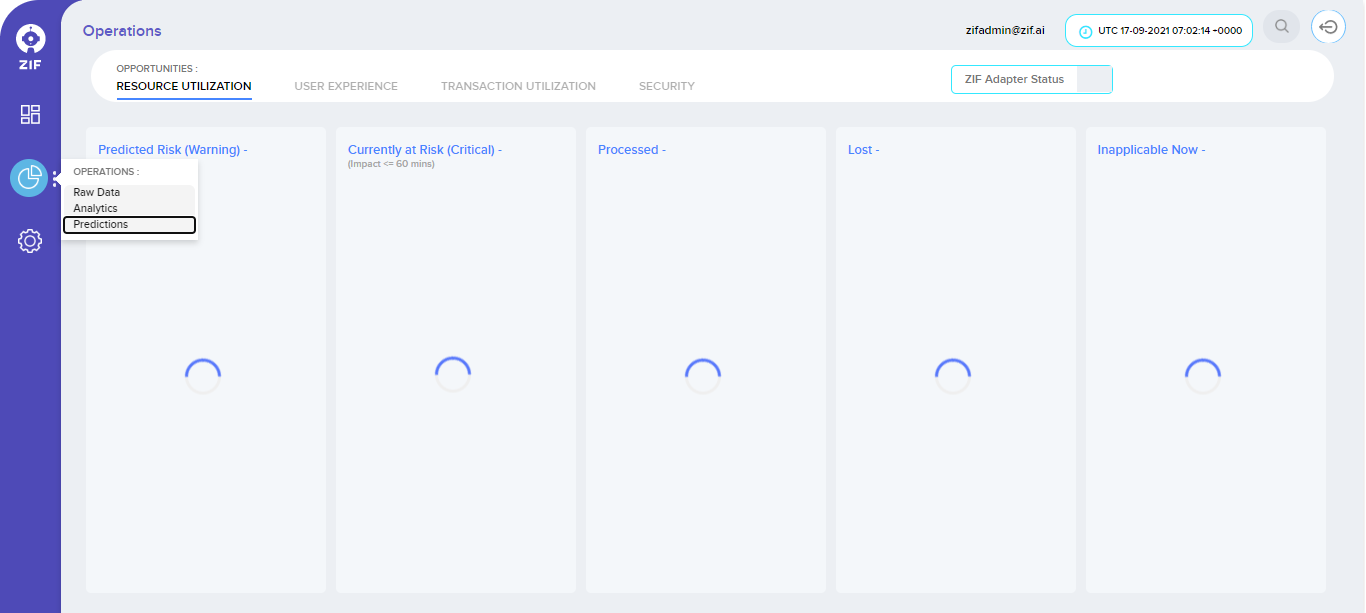 ZIF
Operations
zifadmin@zif.ai
UTC 17-09-2021 07:02:14 +0000
OPPORTUNITIES :
RESOURCE UTILIZATION
USER EXPERIENCE
TRANSACTION UTILIZATION
SECURITY
ZIF Adapter Status
OPERATIONS :
Raw Data
Analytics
Predictions
Predicted Risk (Warning) -
Currently at Risk (Critical) -
(Impact <= 60 mins)
Processed -
Lost -
Inapplicable Now -